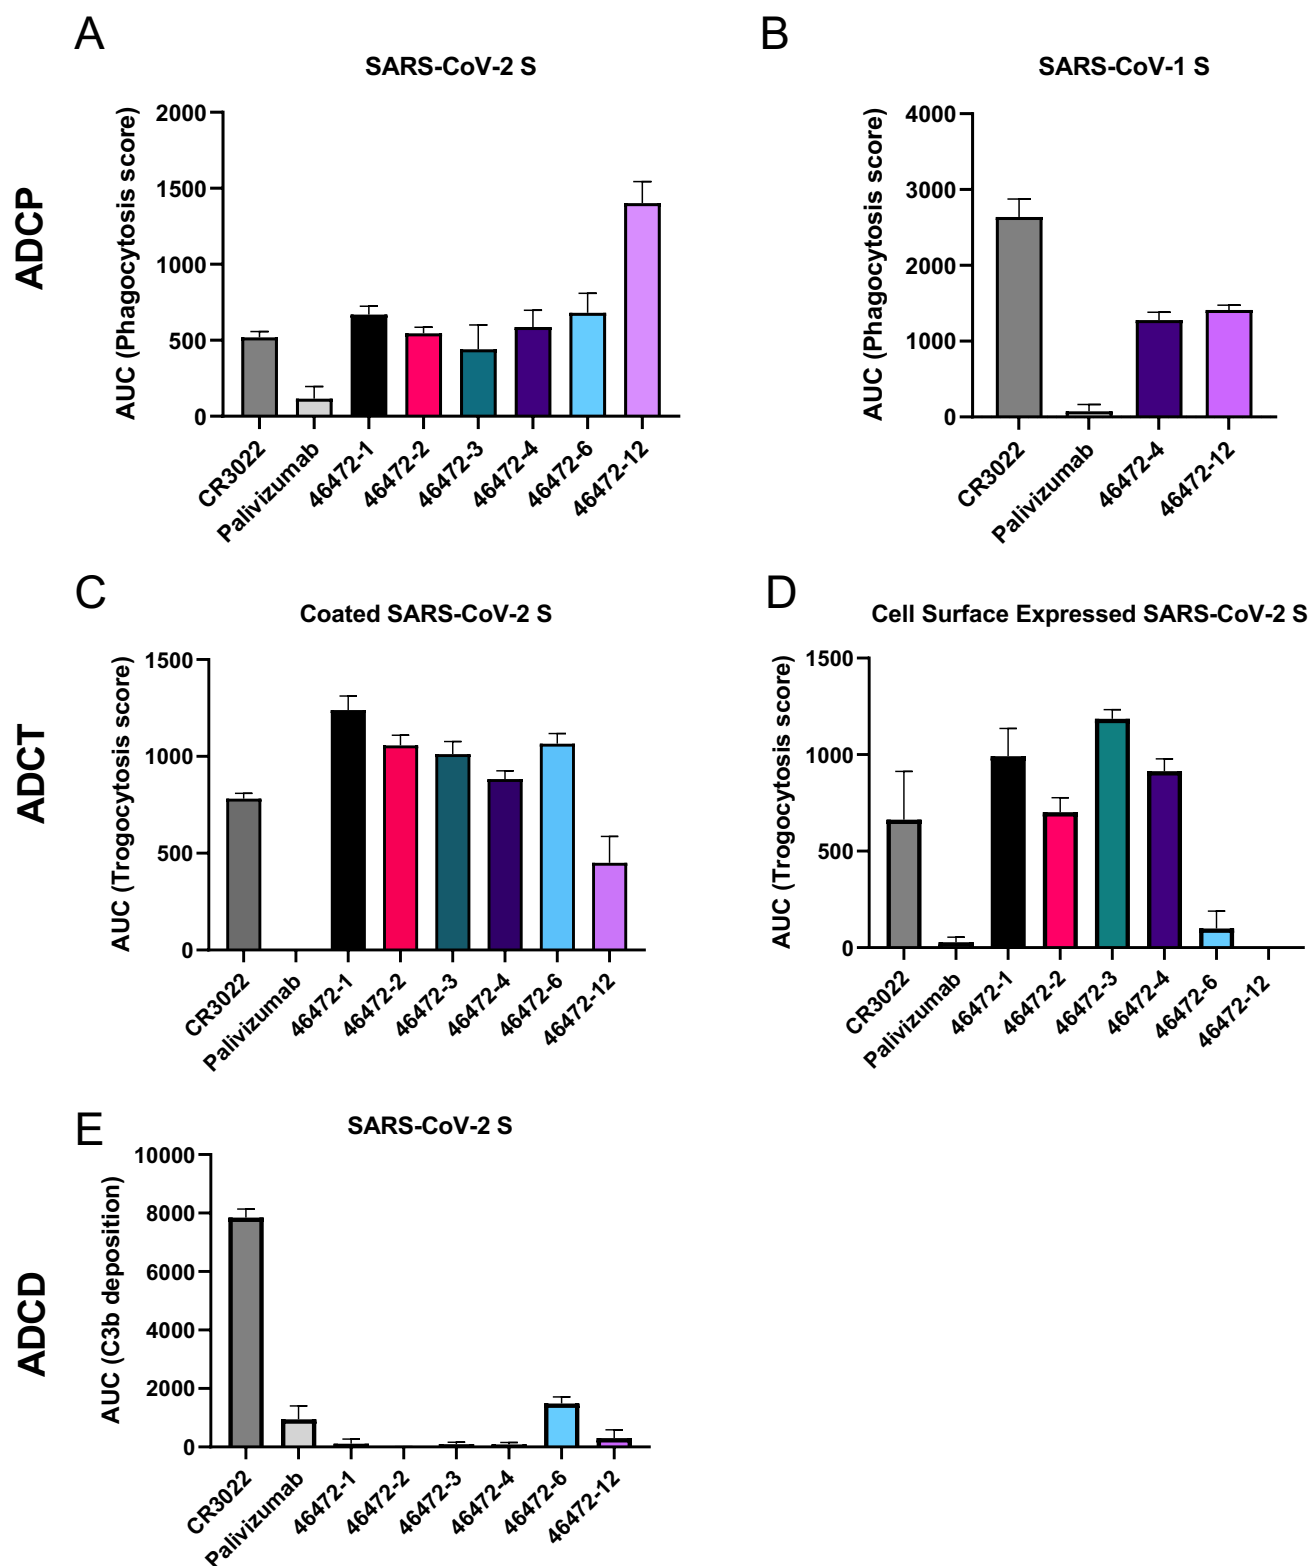 A
SARS-CoV-2 S
ADCP
AUC (Phagocytosis score)
2000
1500
1000
500
0
CR3022
Palivizumab
46472-1
46472-2
46472-3
46472-4
46472-6
46472-12
B
SARS-CoV-1 S
AUC (Phagocytosis score)
4000
3000
2000
1000
0
CR3022
Palivizumab
46472-4
46472-12
C
Coated SARS-CoV-2 S
ADCT
AUC (Trogocytosis score)
1500
1000
500
0
CR3022
Palivizumab
46472-1
46472-2
46472-3
46472-4
46472-6
46472-12
D
Cell Surface Expressed SARS-CoV-2 S
AUC (Trogocytosis score)
1500
1000
500
0
CR3022
Palivizumab
46472-1
46472-2
46472-3
46472-4
46472-6
46472-12
E
SARS-CoV-2 S
ADCD
AUC (C3b deposition)
10000
8000
6000
4000
2000
0
CR3022
Palivizumab
46472-1
46472-2
46472-3
46472-4
46472-6
46472-12